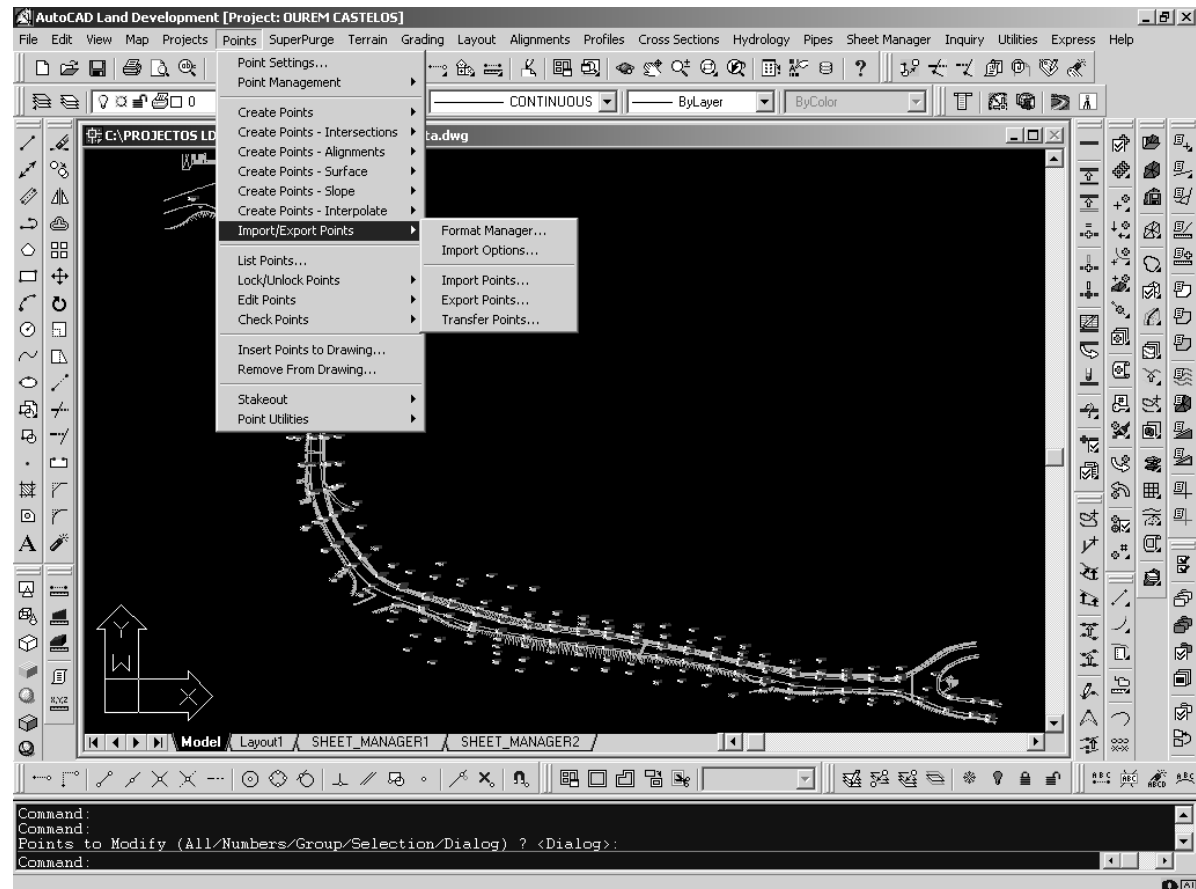 AutoCAD Land Development [Project: OUREM CASTELOS]
File Edit View Map Projects Points SuperPurge Terrain Grading Layout Alignments Profiles Cross Sections Hydrology Pipes Sheet Manager Inquiry Utilities Express Help
0 CONTINUOUS ByLayer ByColor
C:\PROJECTOS LD ta.dwg
Point Settings...
Point Management
Create Points
Create Points - Intersections
Create Points - Alignments
Create Points - Surface
Create Points - Slope
Create Points - Interpolate
Import/Export Points
List Points...
Lock/Unlock Points
Edit Points
Check Points
Insert Points to Drawing...
Remove From Drawing...
Stakeout
Point Utilities
Format Manager...
Import Options...
Import Points...
Export Points...
Transfer Points...
Y
W
X
Model Layout1 SHEET_MANAGER1 SHEET_MANAGER2
Command:
Command:
Points to Modify (All/Numbers/Group/Selection/Dialog) ? <Dialog>:
Command: